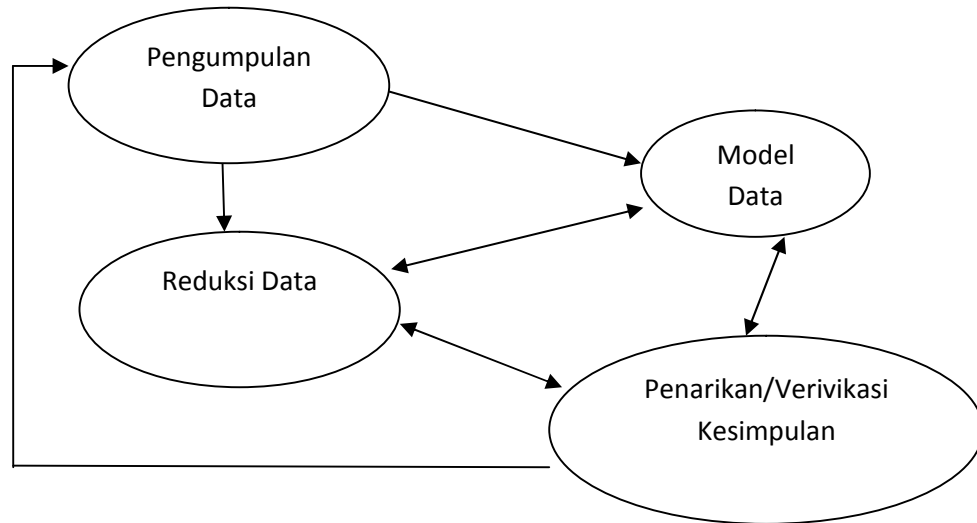 Pengumpulan
Data
Model
Data
Reduksi Data
Penarikan/Verivikasi
Kesimpulan